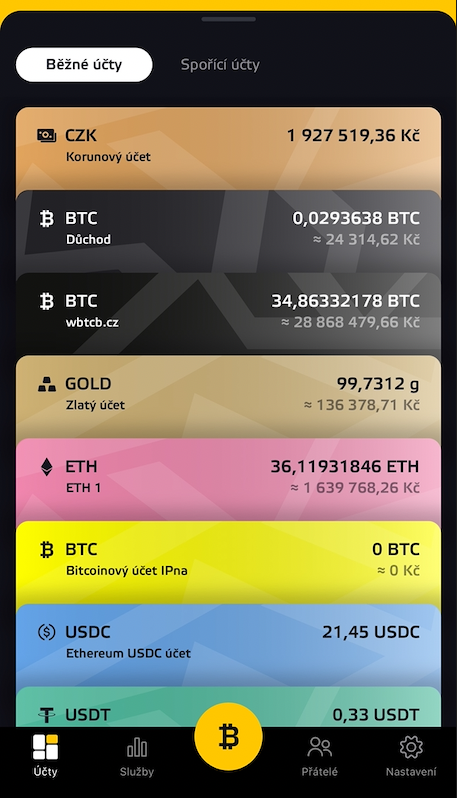 Běžné účty Spořící účty
CZK 1 927 519,36 Kč
Korunový účet
BTC 0,0293638 BTC
Důchod ≈ 24 314,62 Kč
BTC 34,86332178 BTC
wbtcb.cz ≈ 28 868 479,66 Kč
GOLD 99,7312 g
Zlatý účet ≈ 136 378,71 Kč
ETH 36,11931846 ETH
ETH 1 ≈ 1 639 768,26 Kč
BTC 0 BTC
Bitcoinový účet IPna ≈ 0 Kč
USDC 21,45 USDC
Ethereum USDC účet
USDT 0,33 USDT
Účty Služby Přátelé Nastavení